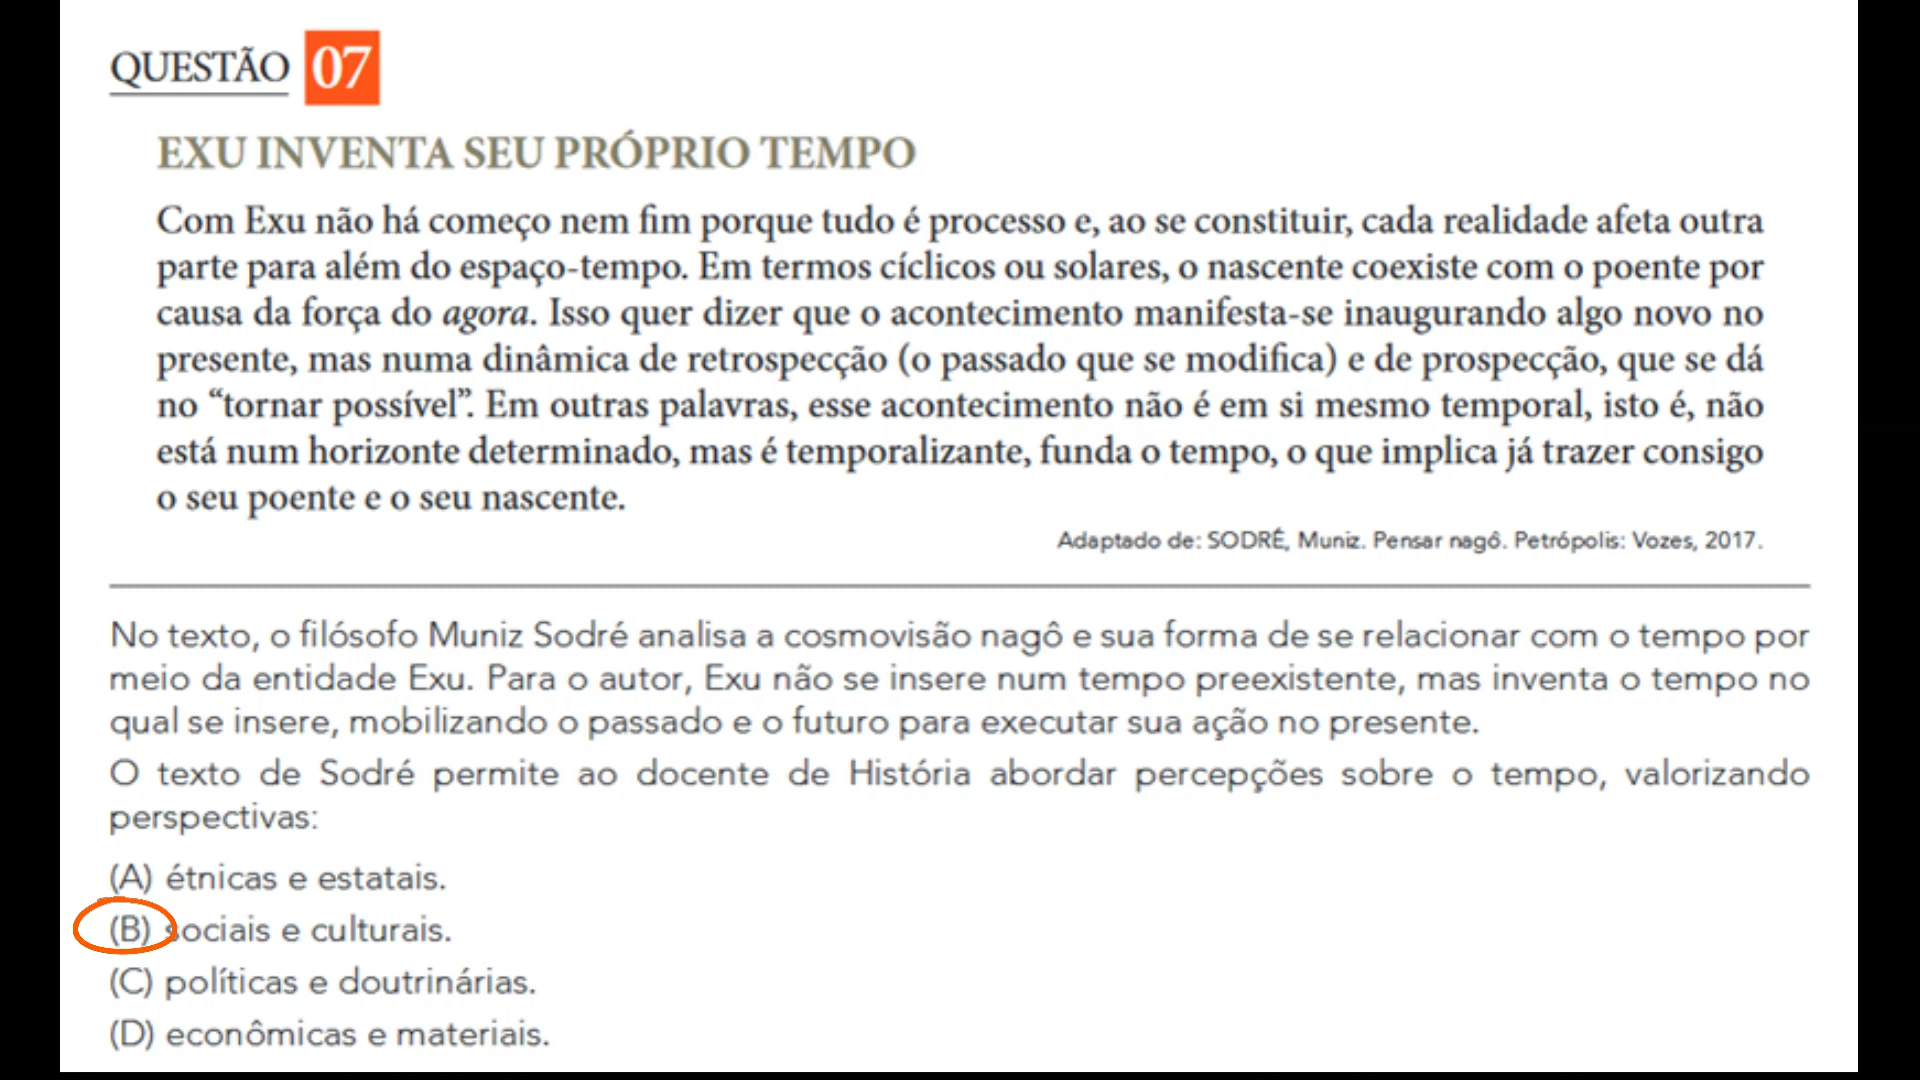 QUESTÃO 07
EXU INVENTA SEU PRÓPRIO TEMPO
Com Exu não há começo nem fim porque tudo é processo e, ao se constituir, cada realidade afeta outra
parte para além do espaço-tempo. Em termos cíclicos ou solares, o nascente coexiste com o poente por
causa da força do agora. Isso quer dizer que o acontecimento manifesta-se inaugurando algo novo no
presente, mas numa dinâmica de retrospecção (o passado que se modifica) e de prospecção, que se dá
no “tornar possível”. Em outras palavras, esse acontecimento não é em si mesmo temporal, isto é, não
está num horizonte determinado, mas é temporalizante, funda o tempo, o que implica já trazer consigo
o seu poente e o seu nascente.
Adaptado de: SODRÉ, Muniz. Pensar nagô. Petrópolis: Vozes, 2017.
No texto, o filósofo Muniz Sodré analisa a cosmovisão nagô e sua forma de se relacionar com o tempo por
meio da entidade Exu. Para o autor, Exu não se insere num tempo preexistente, mas inventa o tempo no
qual se insere, mobilizando o passado e o futuro para executar sua ação no presente.
O texto de Sodré permite ao docente de História abordar percepções sobre o tempo, valorizando
perspectivas:
(A) étnicas e estatais.
(B) sociais e culturais.
(C) políticas e doutrinárias.
(D) econômicas e materiais.